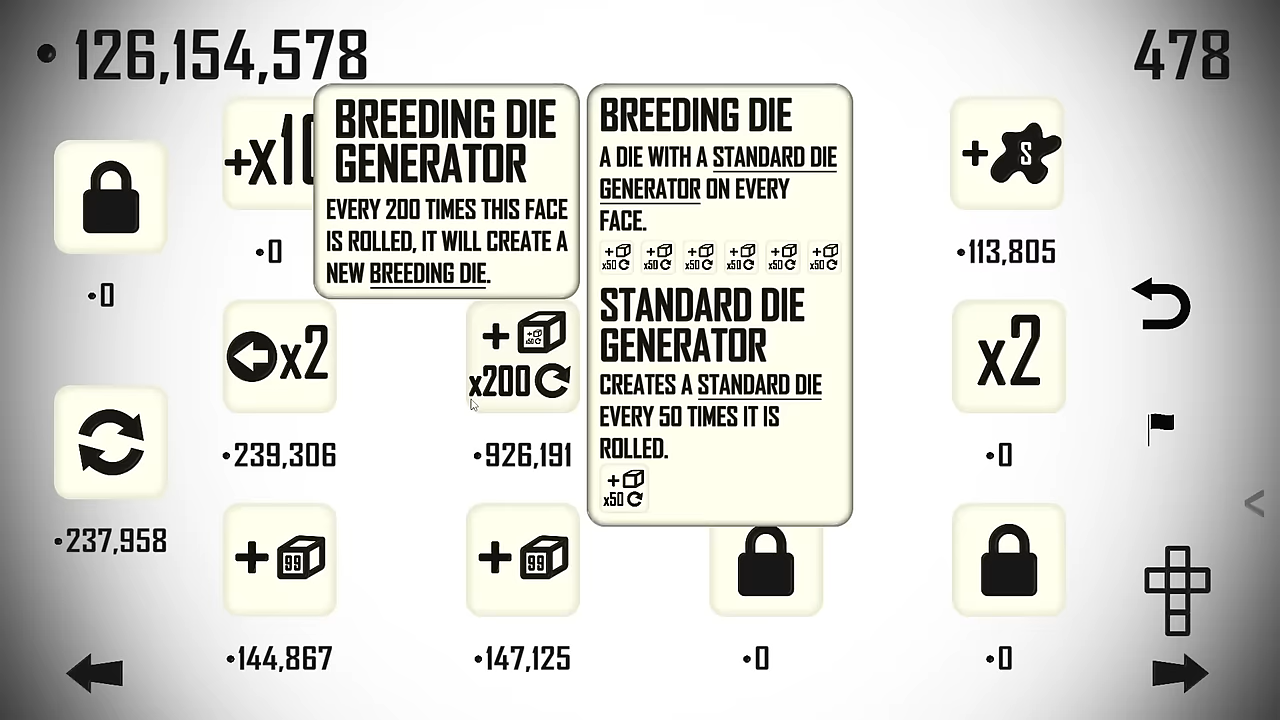 126,154,578
478
+x10
BREEDING DIE
GENERATOR
EVERY 200 TIMES THIS FACE
IS ROLLED, IT WILL CREATE A
NEW BREEDING DIE.
BREEDING DIE
A DIE WITH A STANDARD DIE
GENERATOR ON EVERY
FACE.
+ x50
+ x50
+ x50
+ x50
+ x50
+ x50
STANDARD DIE
GENERATOR
CREATES A STANDARD DIE
EVERY 50 TIMES IT IS
ROLLED.
+ x50
+ S
•0
•0
•113,805
x2
+
x200
x2
•239,306
•926,191
•0
•237,958
+ 99
+ 99
•144,867
•147,125
•0
•0
<